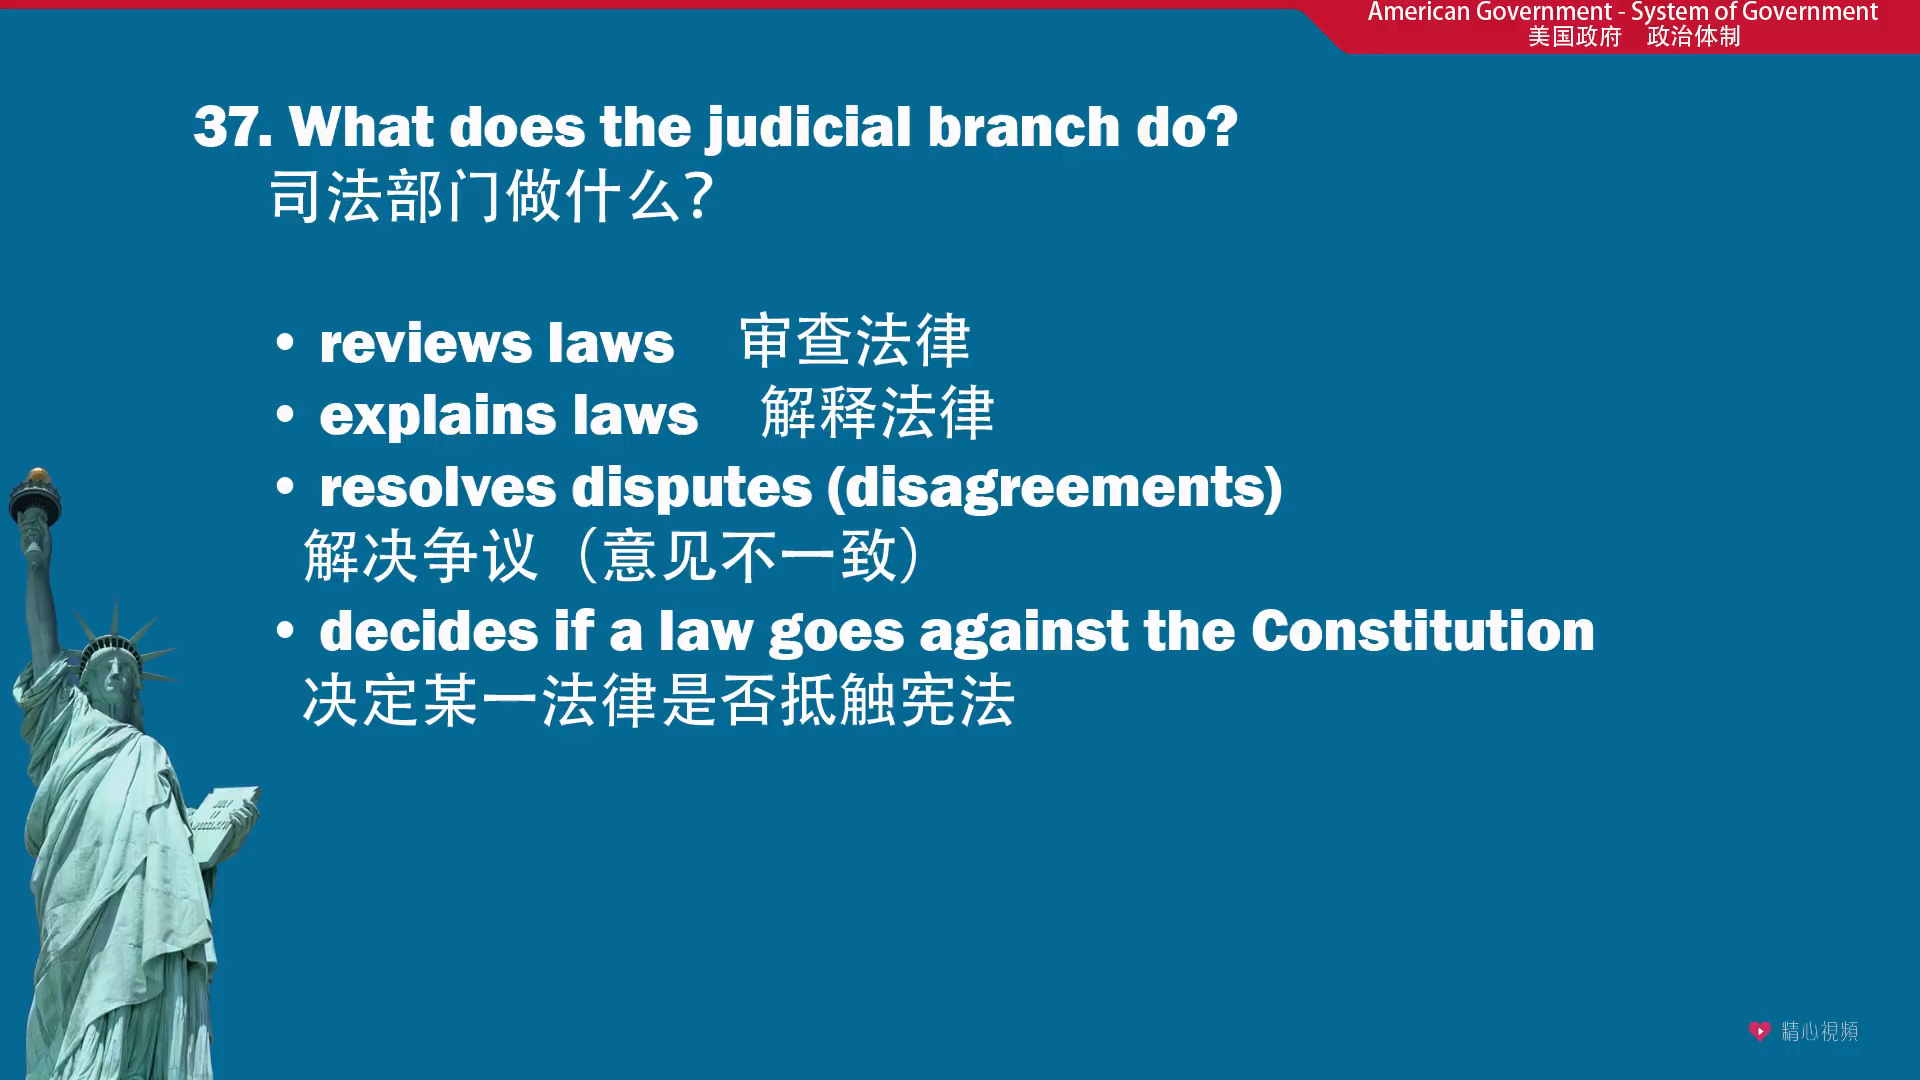 American Government - System of Government
美国政府 政治体制
37. What does the judicial branch do?
司法部门做什么？
• reviews laws 审查法律
• explains laws 解释法律
• resolves disputes (disagreements)
解决争议（意见不一致）
• decides if a law goes against the Constitution
决定某一法律是否抵触宪法
JULY
IV
精心視頻